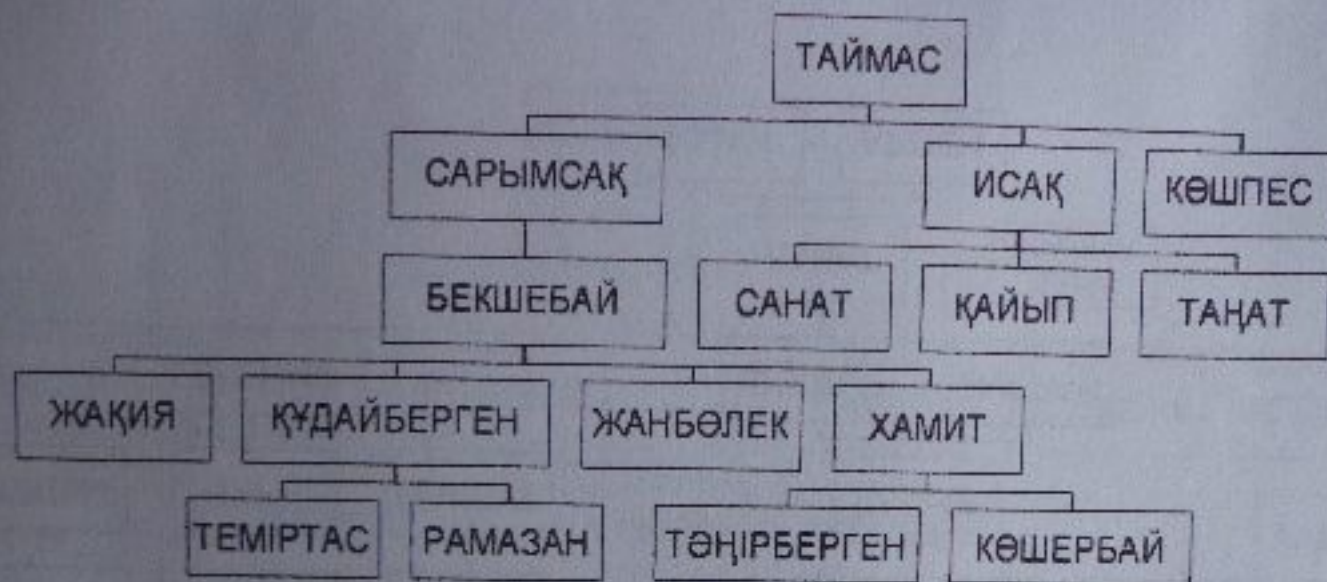 ТАЙМАС
САРЫМСАҚ ИСАҚ КӨШПЕС
БЕКШЕБАЙ САНАТ ҚАЙЫП ТАҢАТ
ЖАҚИЯ ҚҰДАЙБЕРГЕН ЖАНБӨЛЕК ХАМИТ
ТЕМІРТАС РАМАЗАН ТӘҢІРБЕРГЕН КӨШЕРБАЙ